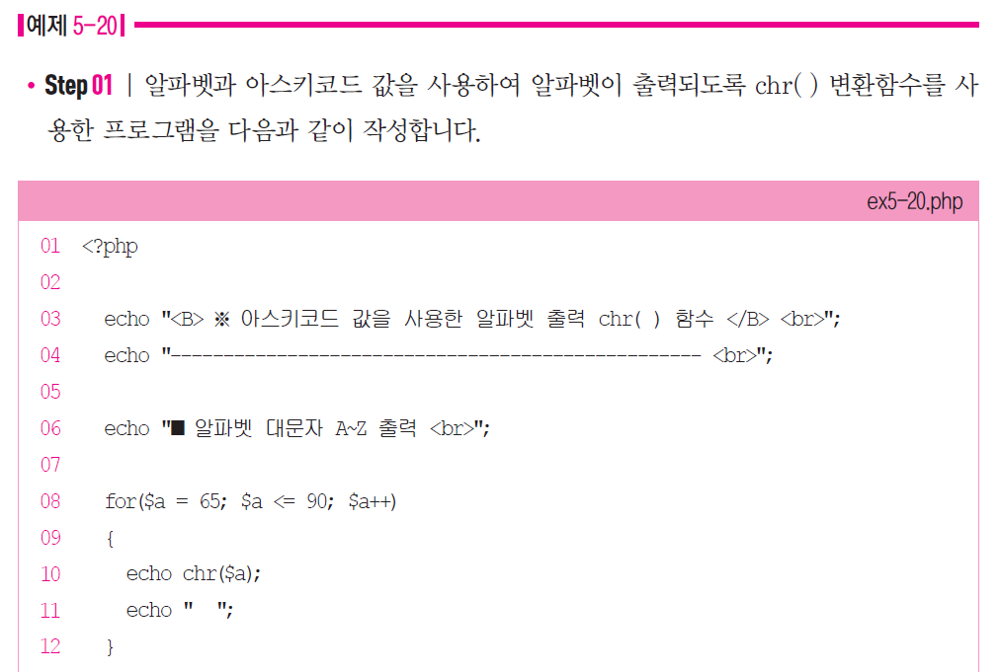 예제 5-20
• Step 01 | 알파벳과 아스키코드 값을 사용하여 알파벳이 출력되도록 chr( ) 변환함수를 사
용한 프로그램을 다음과 같이 작성합니다.
ex5-20.php
01 <?php
02
03 echo "<B> ※ 아스키코드 값을 사용한 알파벳 출력 chr( ) 함수 </B> <br>";
04 echo "-------------------------------------------------- <br>";
05
06 echo "■ 알파벳 대문자 A~Z 출력 <br>";
07
08 for($a = 65; $a <= 90; $a++)
09 {
10 echo chr($a);
11 echo "  ";
12 }